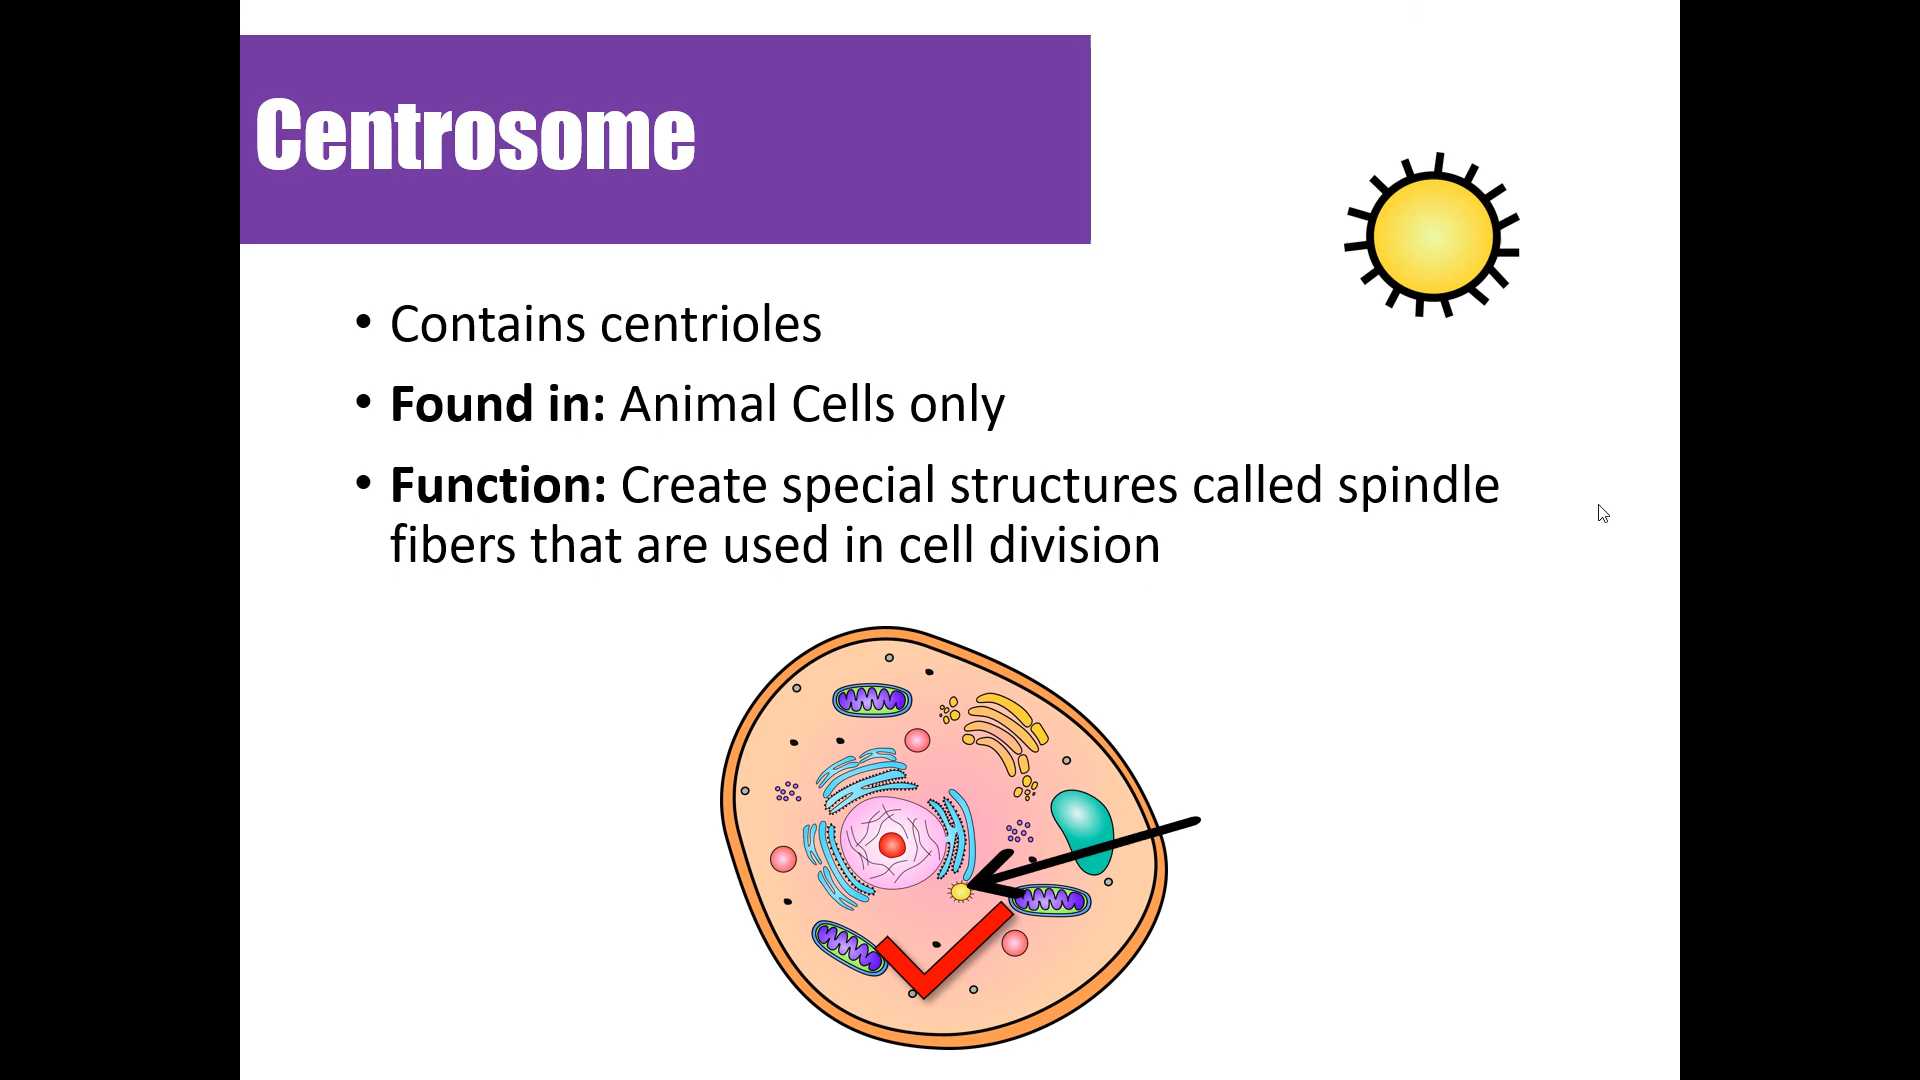 Centrosome
• Contains centrioles
• Found in: Animal Cells only
• Function: Create special structures called spindle
fibers that are used in cell division